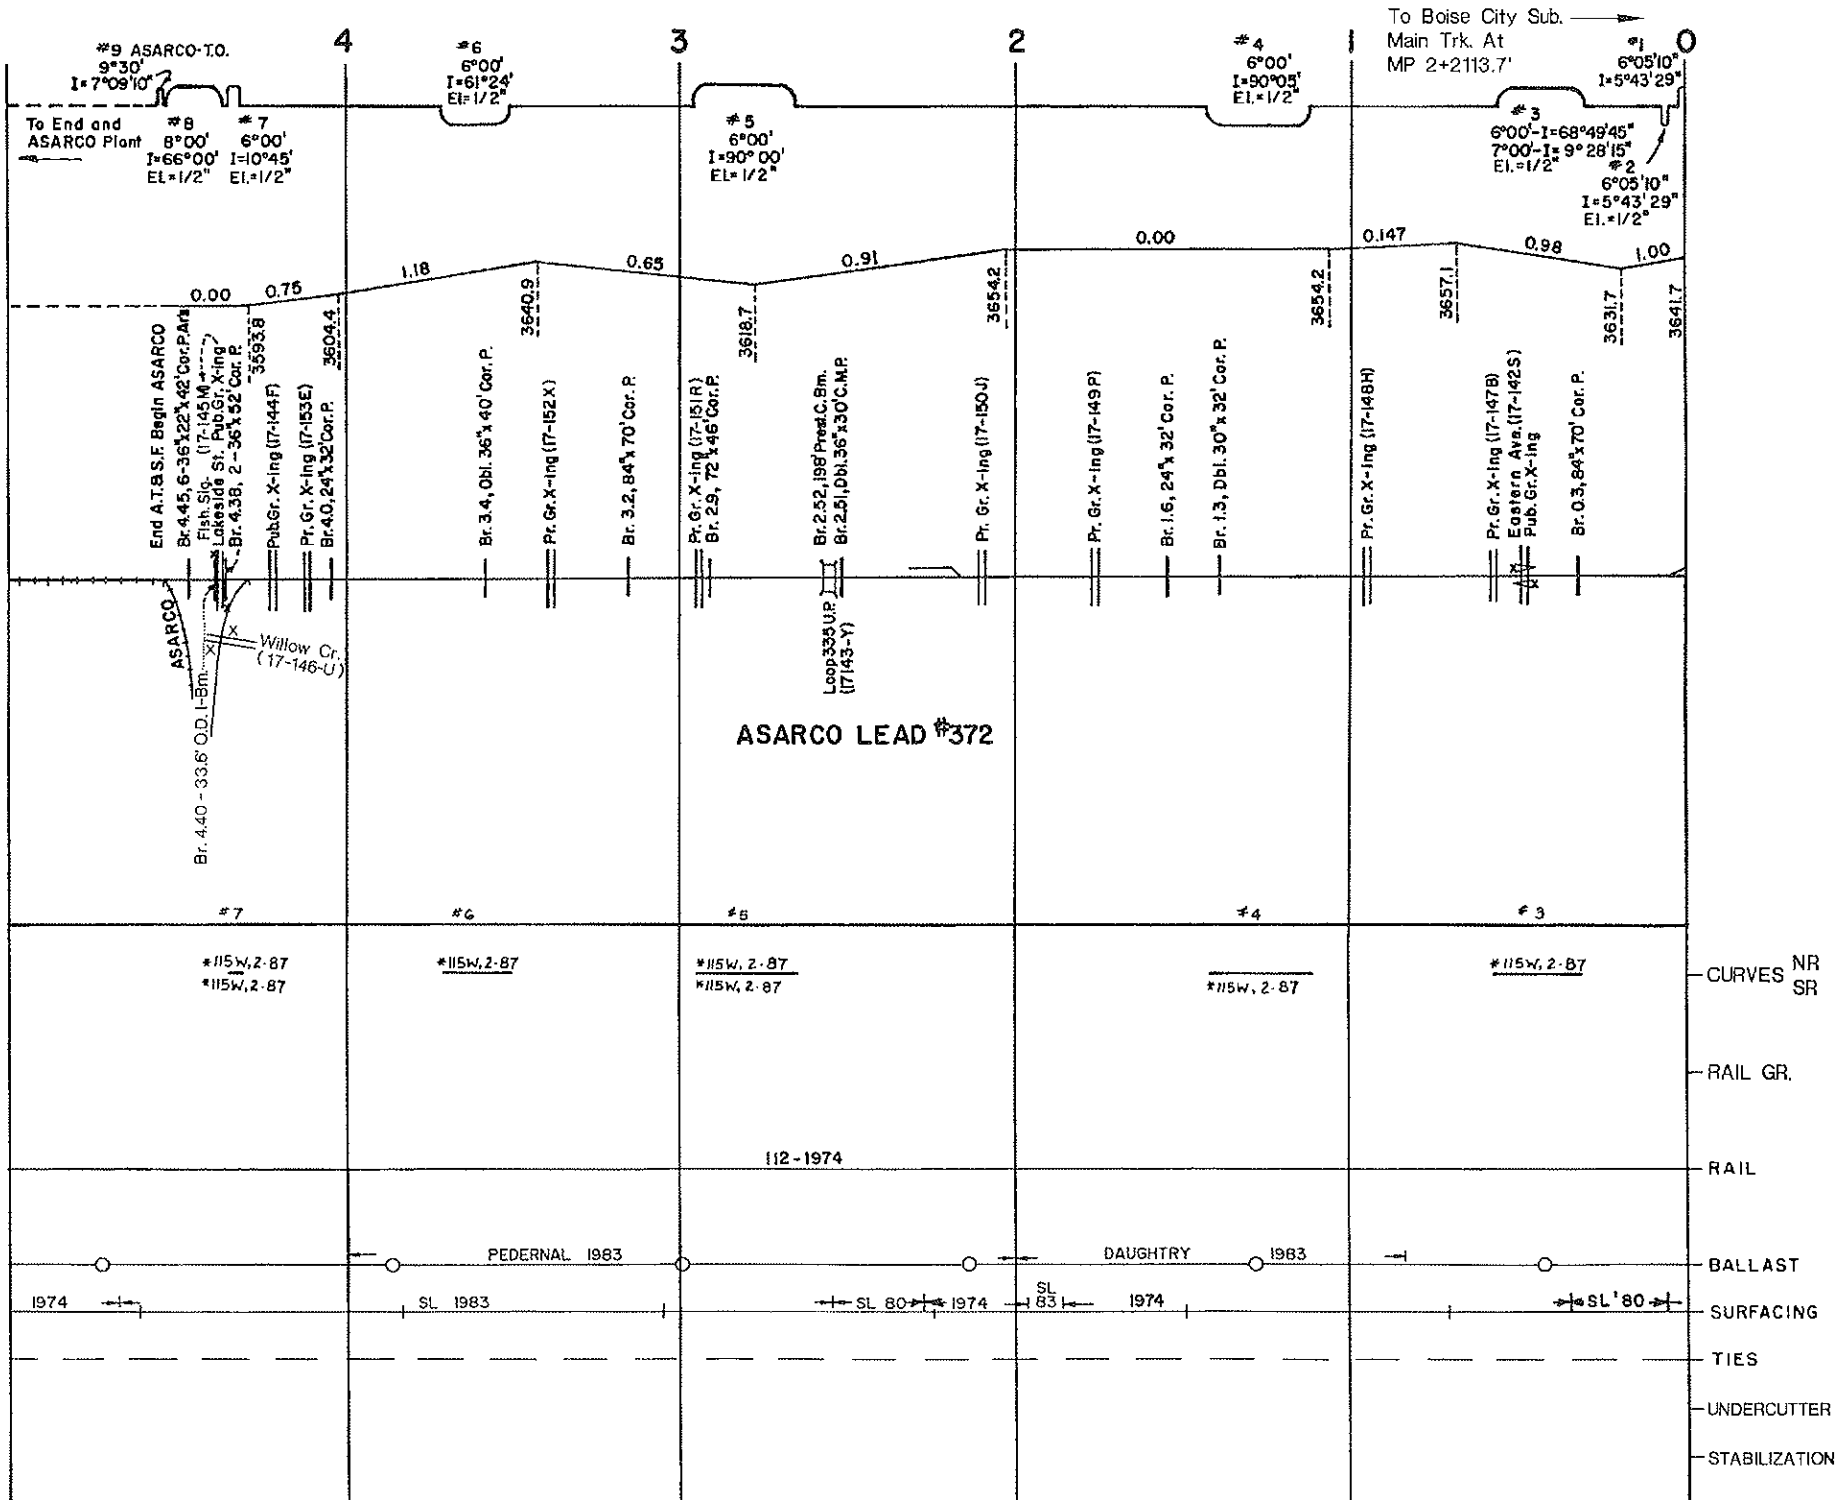 To Boise City Sub.
Main Trk. At
MP 2+2113.7'
4
3
2
1
0
#9 ASARCO-T.O.
9°30'
I=7°09'10"
#6
6°00'
I=61°24'
El=1/2"
#4
6°00'
I=90°05'
El.=1/2"
#1
6°05'10"
I=5°43'29"
To End and
ASARCO Plant
#8
8°00'
I=66°00'
El.=1/2"
#7
6°00'
I=10°45'
El.=1/2"
#5
6°00'
I=90°00'
El.=1/2"
#3
6°00'-I=68°49'45"
7°00'-I=9°28'15"
El.=1/2"
#2
6°05'10"
I=5°43'29"
El.=1/2"
0.00
0.75
1.18
0.65
0.91
0.00
0.147
0.98
1.00
3593.8
3604.4
3640.9
3618.7
3654.2
3654.2
3657.1
3631.7
3641.7
End A.T.&S.F. Begin ASARCO
Br.4.45, 6-36"x22"x42' Cor.P.Arh
Flsh. Sig. (17-145M)
Lakeside St. Pub.Gr. X-ing
Br. 4.38, 2-36"x52' Cor. P.
Pub.Gr. X-ing (17-144F)
Pr. Gr. X-ing (17-153E)
Br.4.0, 24"x32' Cor. P.
Br. 3.4, Dbl. 36"x 40' Cor. P.
Pr. Gr. X-ing (17-152X)
Br. 3.2, 84"x 70' Cor. P.
Pr. Gr. X-ing (17-151R)
Br. 2.9, 72"x46' Cor. P.
Br.2.52, 198' Prest.C.Bm.
Br.2.51, Dbl.36"x30' C.M.P.
Pr. Gr. X-ing (17-150J)
Pr. Gr. X-ing (17-149P)
Br. 1.6, 24"x 32' Cor. P.
Br. 1.3, Dbl. 30"x 32' Cor. P.
Pr. Gr. X-ing (17-148H)
Pr. Gr. X-ing (17-147B)
Eastern Ave. (17-142S)
Pub. Gr. X-ing
Br. 0.3, 84"x 70' Cor. P.
ASARCO
Willow Cr.
(17-146-U)
Br. 4.40 - 33.6' O.D. I-Bm.
Loop335U.P.
(17143-Y)
ASARCO LEAD #372
#7
#6
#5
#4
#3
*115W, 2-87
*115W, 2-87
*115W, 2-87
*115W, 2-87
*115W, 2-87
*115W, 2-87
*115W, 2-87
CURVES NR
SR
RAIL GR.
112-1974
RAIL
PEDERNAL 1983
DAUGHTRY 1983
BALLAST
1974
SL 1983
SL 80
1974
SL
83
1974
SL '80
SURFACING
TIES
UNDERCUTTER
STABILIZATION